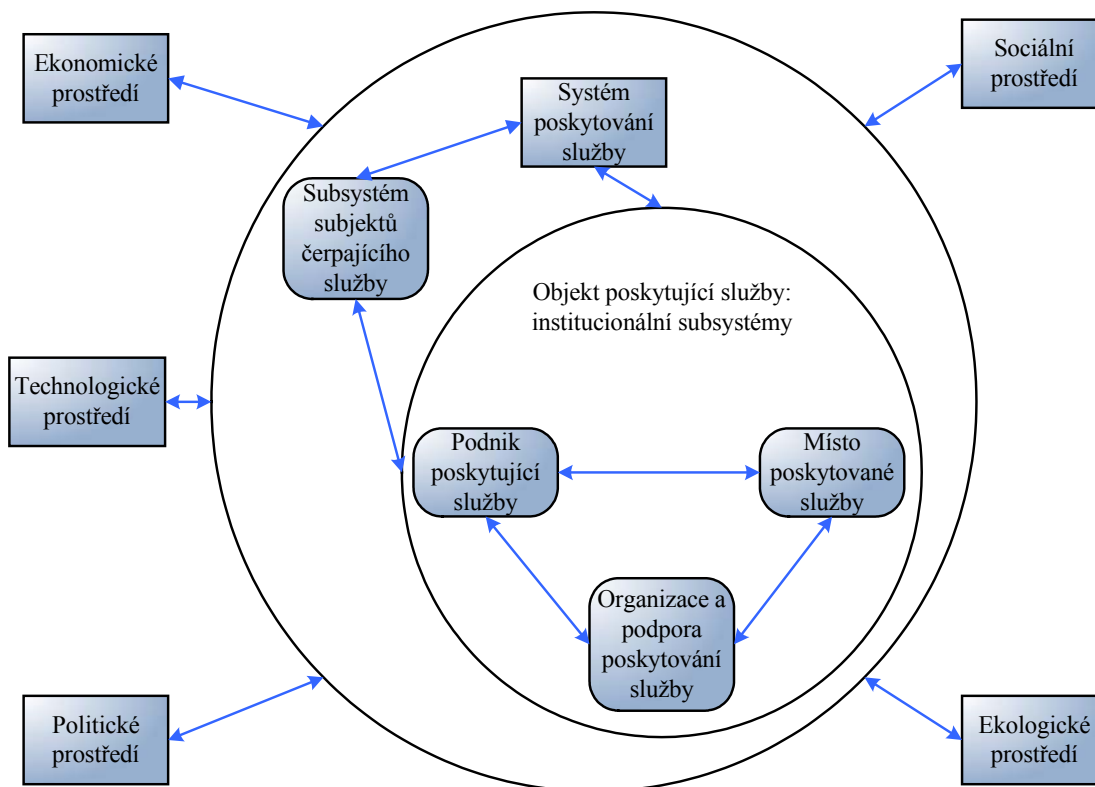 Ekonomické
prostředí
Sociální
prostředí
Systém
poskytování
služby
Subsystém
subjektů
čerpajícího
služby
Objekt poskytující služby:
institucionální subsystémy
Technologické
prostředí
Podnik
poskytující
služby
Místo
poskytované
služby
Organizace a
podpora
poskytování
služby
Politické
prostředí
Ekologické
prostředí